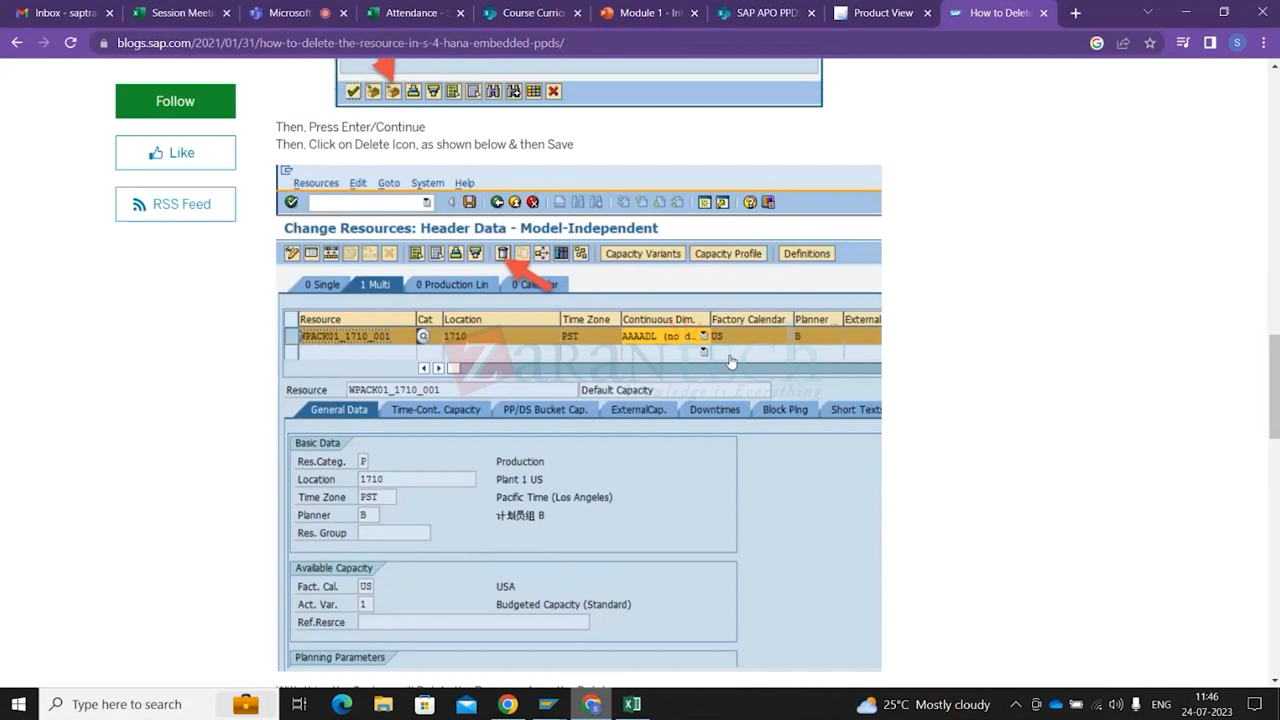 Inbox - saptra
Session Meeti
Microsoft
Attendance -
Course Curric
Module 1 - In
SAP APO PPD
Product View
How to Delete
blogs.sap.com/2021/01/31/how-to-delete-the-resource-in-s-4-hana-embedded-ppds/
S
Follow
Like
RSS Feed
Then, Press Enter/Continue
Then, Click on Delete Icon, as shown below & then Save
Resources Edit Goto System Help
Change Resources: Header Data - Model-Independent
Capacity Variants Capacity Profile Definitions
0 Single 1 Multi 0 Production Lin
Resource Cat Location Time Zone Continuous Dim. Factory Calendar Planner External
WPACK01_1710_001 1710 PST AAAADL (no d.. US B
ZaranTech
Knowledge is Everything
Resource WPACK01_1710_001 Default Capacity
General Data Time-Cont. Capacity PP/DS Bucket Cap. ExternalCap. Downtimes Block Plng Short Texts
Basic Data
Res.Categ. P Production
Location 1710 Plant 1 US
Time Zone PST Pacific Time (Los Angeles)
Planner B 计划员组 B
Res. Group
Available Capacity
Fact. Cal. US USA
Act. Var. 1 Budgeted Capacity (Standard)
Ref.Resrce
Planning Parameters
Type here to search
25°C Mostly cloudy
ENG
11:46
24-07-2023